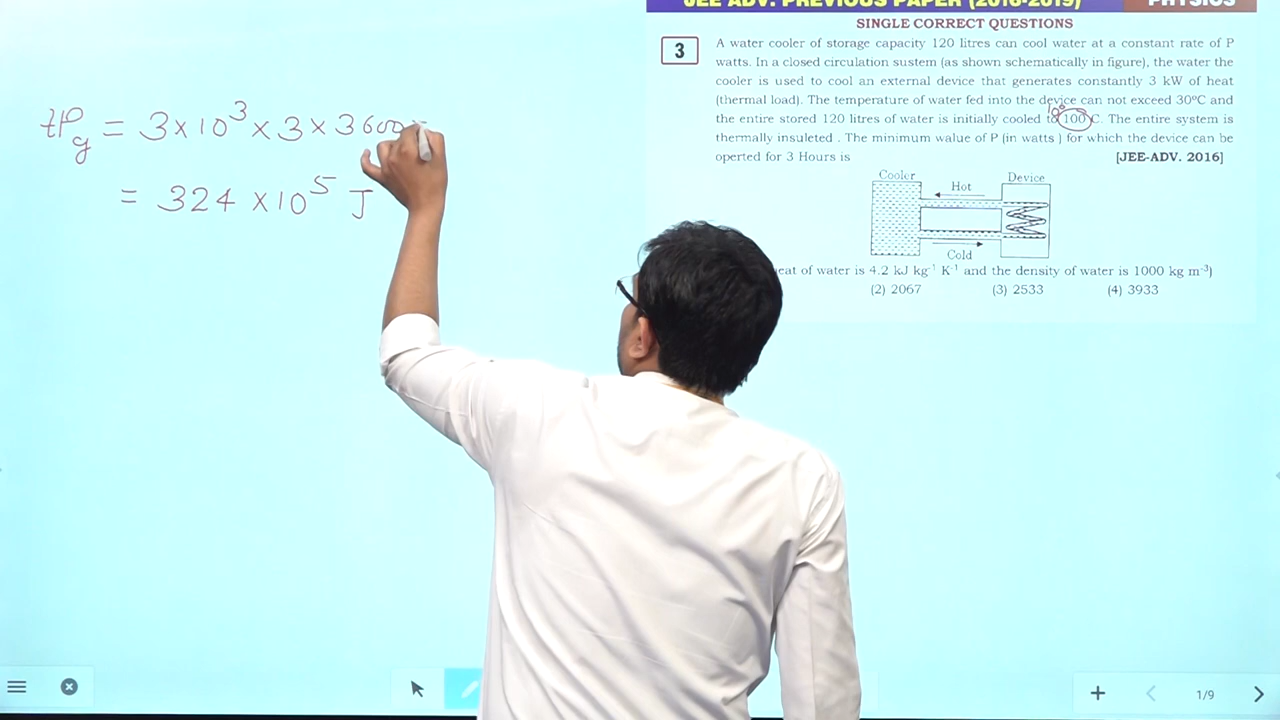 JEE ADV. PREVIOUS PAPER (2016-2019) PHYSICS
SINGLE CORRECT QUESTIONS
3
A water cooler of storage capacity 120 litres can cool water at a constant rate of P
watts. In a closed circulation sustem (as shown schematically in figure), the water the
cooler is used to cool an external device that generates constantly 3 kW of heat
(thermal load). The temperature of water fed into the device can not exceed 30°C and
the entire stored 120 litres of water is initially cooled to 100°C. The entire system is
10°
thermally insuleted . The minimum value of P (in watts ) for which the device can be
operted for 3 Hours is [JEE-ADV. 2016]
Cooler Device
Hot
Cold
eat of water is 4.2 kJ kg⁻¹ K⁻¹ and the density of water is 1000 kg m⁻³)
(2) 2067 (3) 2533 (4) 3933
tPg = 3×10³ × 3 × 3600
= 324 ×10⁵ J
1/9